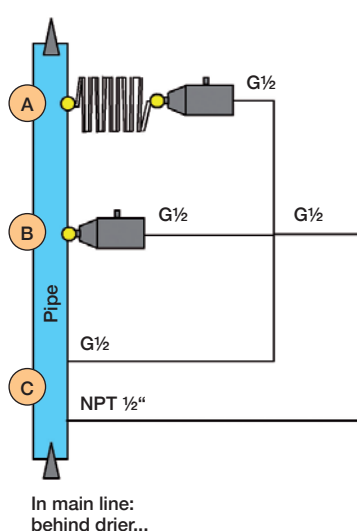 A
G½
B
G½
G½
Pipe
G½
C
NPT ½“
In main line:
behind drier...